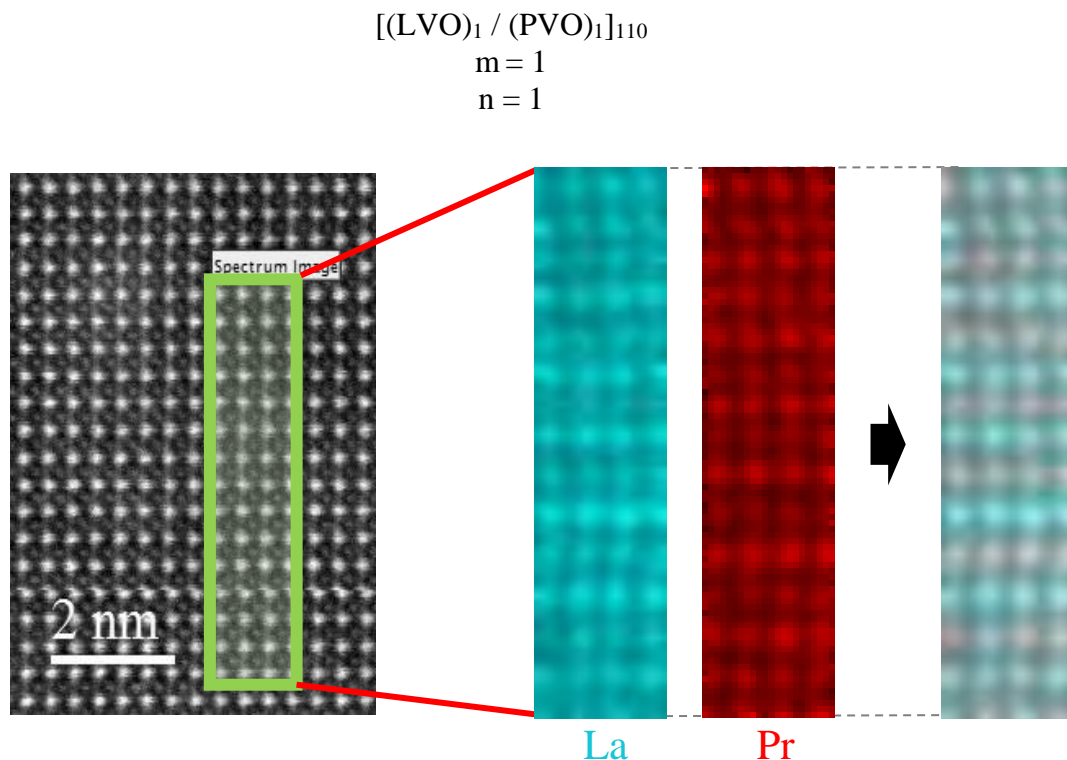 [(LVO)₁ / (PVO)₁]₁₁₀
m = 1
n = 1
Spectrum Image
2 nm
La
Pr